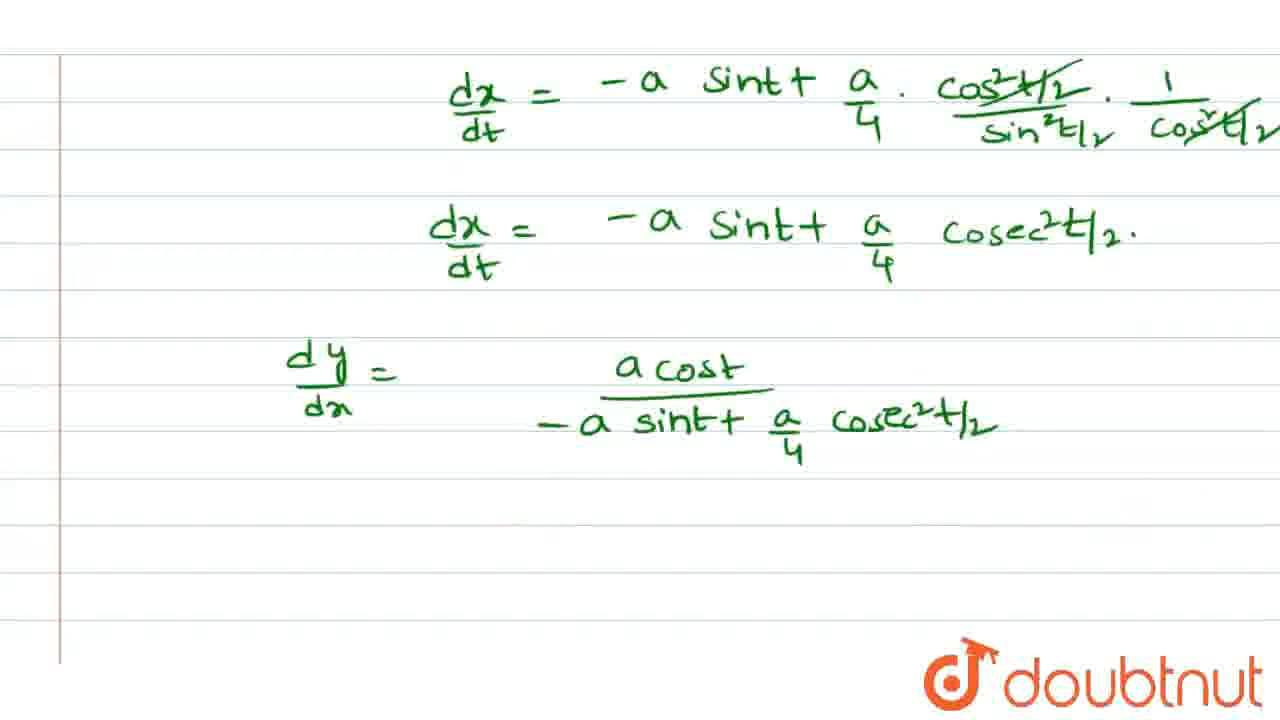 dx/dt = - a sint + a/4 · cos²t/2 / sin²t/2 · 1 / cos²t/2
dx/dt = - a sint + a/4 cosec²t/2.
dy/dx = a cost / - a sint + a/4 cosec²t/2
doubtnut